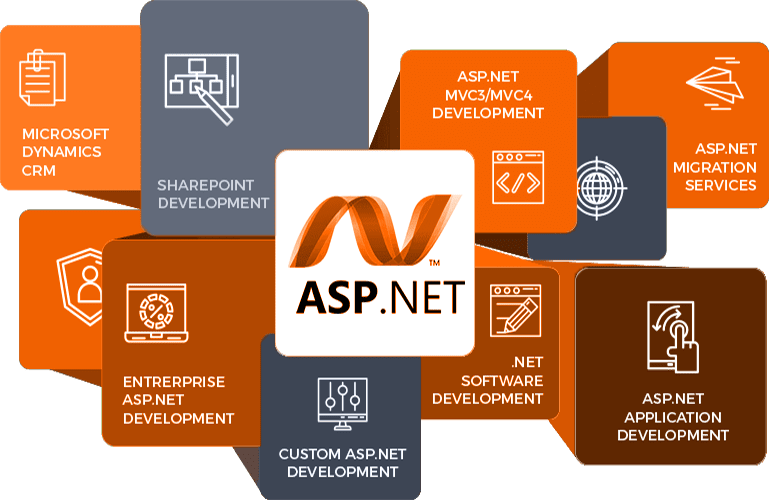 MICROSOFT
DYNAMICS
CRM
SHAREPOINT
DEVELOPMENT
ASP.NET
MVC3/MVC4
DEVELOPMENT
ASP.NET
MIGRATION
SERVICES
™
ASP.NET
ENTRERPRISE
ASP.NET
DEVELOPMENT
CUSTOM ASP.NET
DEVELOPMENT
.NET
SOFTWARE
DEVELOPMENT
ASP.NET
APPLICATION
DEVELOPMENT